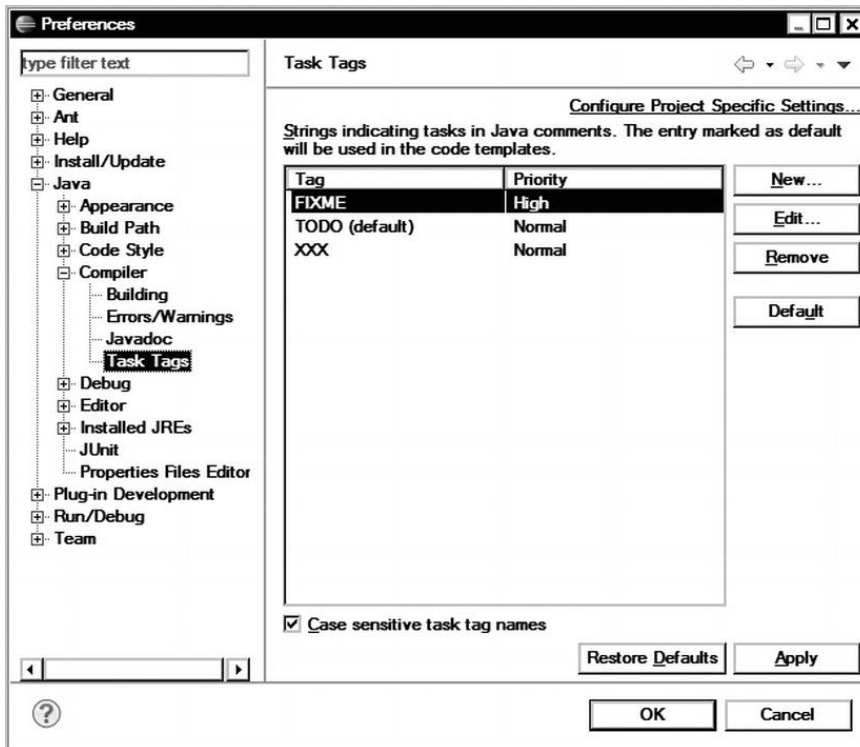 Preferences
type filter text
General
Ant
Help
Install/Update
Java
Appearance
Build Path
Code Style
Compiler
Building
Errors/Warnings
Javadoc
Task Tags
Debug
Editor
Installed JREs
JUnit
Properties Files Editor
Plug-in Development
Run/Debug
Team
Task Tags
Configure Project Specific Settings...
Strings indicating tasks in Java comments. The entry marked as default
will be used in the code templates.
Tag Priority
FIXME High
TODO (default) Normal
XXX Normal
New...
Edit...
Remove
Default
Case sensitive task tag names
Restore Defaults Apply
? OK Cancel